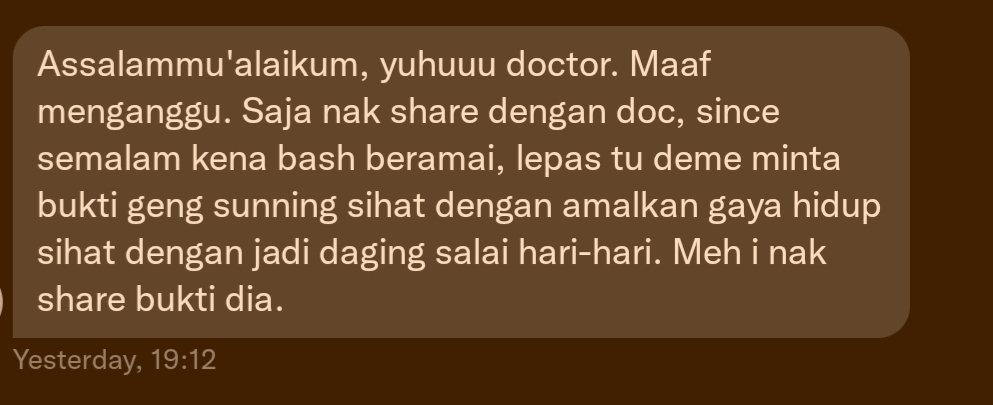 Assalammu'alaikum, yuhuuu doctor. Maaf
menganggu. Saja nak share dengan doc, since
semalam kena bash beramai, lepas tu deme minta
bukti geng sunning sihat dengan amalkan gaya hidup
sihat dengan jadi daging salai hari-hari. Meh i nak
share bukti dia.
Yesterday, 19:12